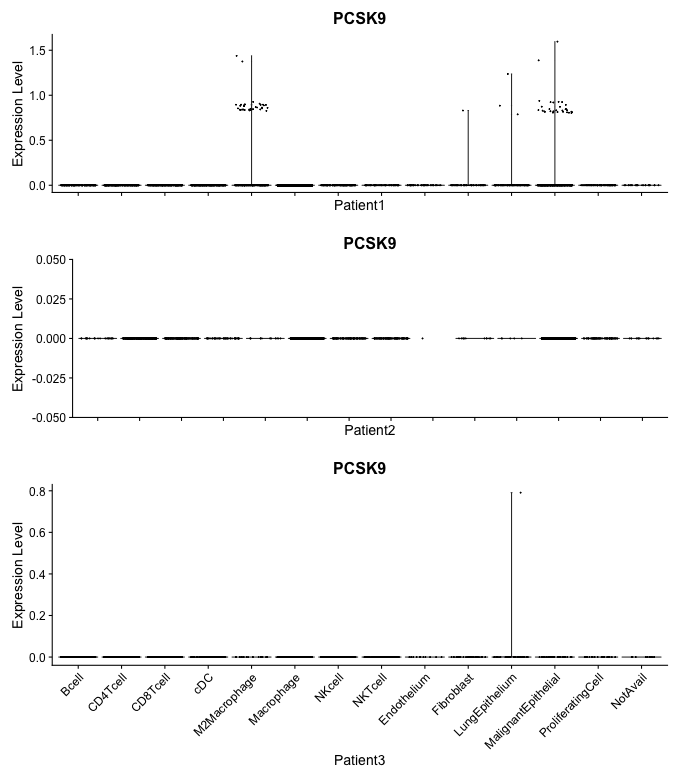 PCSK9
Expression Level
1.5
1.0
0.5
0.0
Patient1
PCSK9
Expression Level
0.050
0.025
0.000
-0.025
-0.050
Patient2
PCSK9
Expression Level
0.8
0.6
0.4
0.2
0.0
Bcell
CD4Tcell
CD8Tcell
cDC
M2Macrophage
Macrophage
NKcell
NKTcell
Endothelium
Fibroblast
LungEpithelium
MalignantEpithelial
ProliferatingCell
NotAvail
Patient3